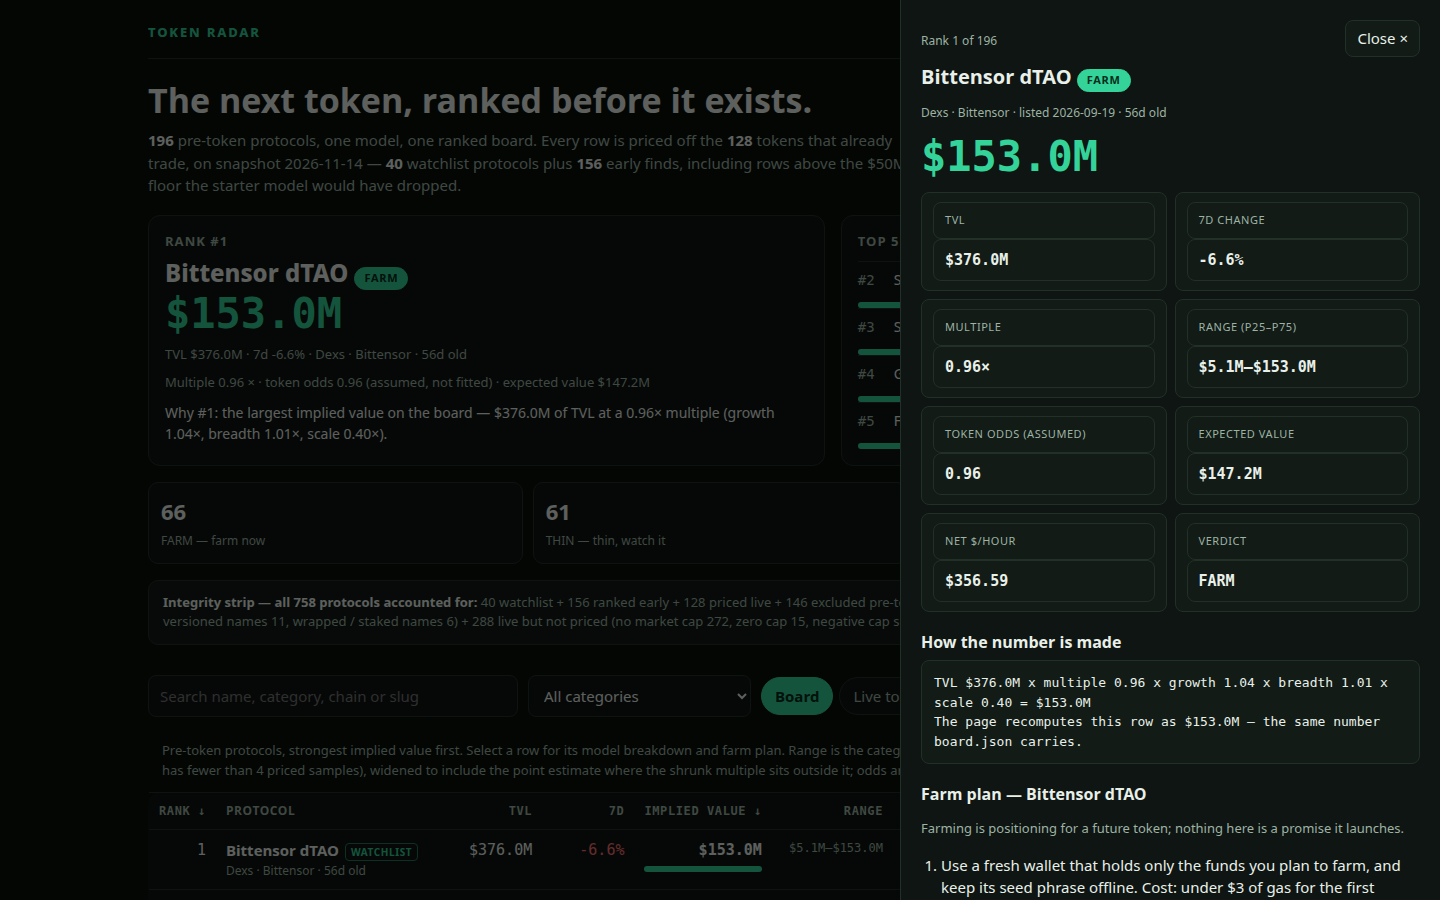 TOKEN RADAR
The next token, ranked before it exists.
196 pre-token protocols, one model, one ranked board. Every row is priced off the 128 tokens that already
trade, on snapshot 2026-11-14 — 40 watchlist protocols plus 156 early finds, including rows above the $50M
floor the starter model would have dropped.
RANK #1
Bittensor dTAO FARM
$153.0M
TVL $376.0M · 7d -6.6% · Dexs · Bittensor · 56d old
Multiple 0.96 × · token odds 0.96 (assumed, not fitted) · expected value $147.2M
Why #1: the largest implied value on the board — $376.0M of TVL at a 0.96× multiple (growth
1.04×, breadth 1.01×, scale 0.40×).
TOP 5
#2 S
#3 S
#4
#5 F
66
FARM — farm now
61
THIN — thin, watch it
Integrity strip — all 758 protocols accounted for: 40 watchlist + 156 ranked early + 128 priced live + 146 excluded pre-t
versioned names 11, wrapped / staked names 6) + 288 live but not priced (no market cap 272, zero cap 15, negative cap s
Search name, category, chain or slug
All categories
Board
Live to
Pre-token protocols, strongest implied value first. Select a row for its model breakdown and farm plan. Range is the categ
has fewer than 4 priced samples), widened to include the point estimate where the shrunk multiple sits outside it; odds a
RANK ↓ PROTOCOL TVL 7D IMPLIED VALUE ↓ RANGE
1 Bittensor dTAO WATCHLIST $376.0M -6.6% $153.0M $5.1M–$153.0M
Dexs · Bittensor · 56d old
Rank 1 of 196
Close ×
Bittensor dTAO FARM
Dexs · Bittensor · listed 2026-09-19 · 56d old
$153.0M
TVL
$376.0M
7D CHANGE
-6.6%
MULTIPLE
0.96×
RANGE (P25–P75)
$5.1M–$153.0M
TOKEN ODDS (ASSUMED)
0.96
EXPECTED VALUE
$147.2M
NET $/HOUR
$356.59
VERDICT
FARM
How the number is made
TVL $376.0M x multiple 0.96 x growth 1.04 x breadth 1.01 x
scale 0.40 = $153.0M
The page recomputes this row as $153.0M — the same number
board.json carries.
Farm plan — Bittensor dTAO
Farming is positioning for a future token; nothing here is a promise it launches.
1. Use a fresh wallet that holds only the funds you plan to farm, and
keep its seed phrase offline. Cost: under $3 of gas for the first